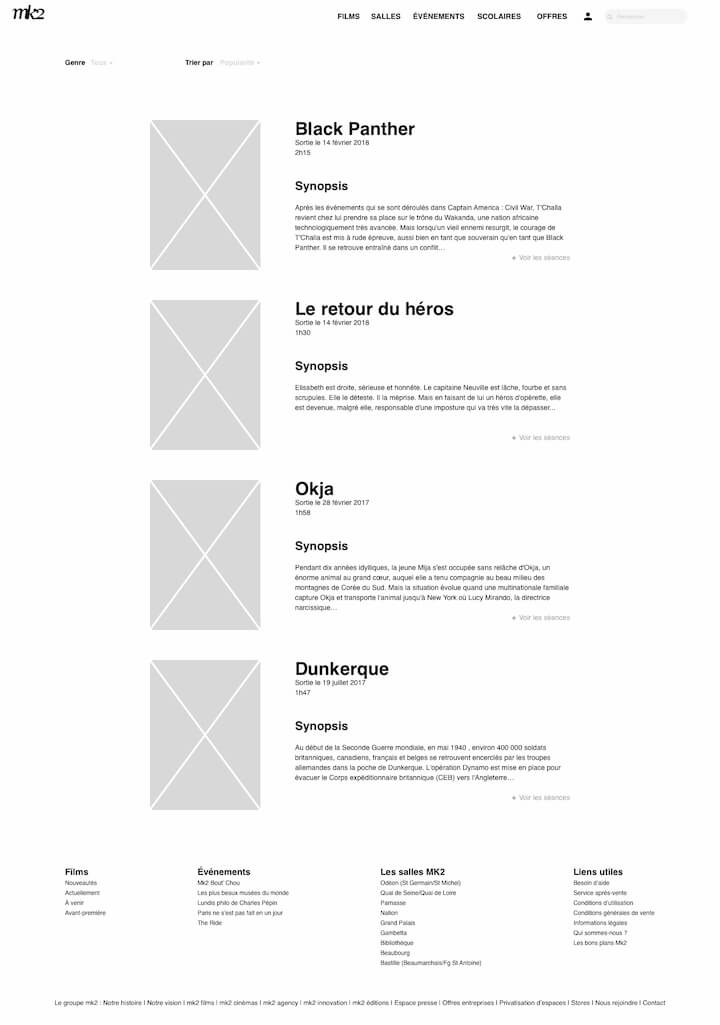 mk2
FILMS SALLES ÉVÉNEMENTS SCOLAIRES OFFRES Rechercher
Genre Tous Trier par Popularité
Black Panther
Sortie le 14 février 2018
2h15
Synopsis
Après les événements qui se sont déroulés dans Captain America : Civil War, T'Challa
revient chez lui prendre sa place sur le trône du Wakanda, une nation africaine
technologiquement très avancée. Mais lorsqu'un vieil ennemi resurgit, le courage de
T'Challa est mis à rude épreuve, aussi bien en tant que souverain qu'en tant que Black
Panther. Il se retrouve entraîné dans un conflit…
+ Voir les séances
Le retour du héros
Sortie le 14 février 2018
1h30
Synopsis
Elisabeth est droite, sérieuse et honnête. Le capitaine Neuville est lâche, fourbe et sans
scrupules. Elle le déteste. Il la méprise. Mais en faisant de lui un héros d'opérette, elle
est devenue, malgré elle, responsable d'une imposture qui va très vite la dépasser...
+ Voir les séances
Okja
Sortie le 28 février 2017
1h58
Synopsis
Pendant dix années idylliques, la jeune Mija s'est occupée sans relâche d'Okja, un
énorme animal au grand cœur, auquel elle a tenu compagnie au beau milieu des
montagnes de Corée du Sud. Mais la situation évolue quand une multinationale familiale
capture Okja et transporte l'animal jusqu'à New York où Lucy Mirando, la directrice
narcissique…
+ Voir les séances
Dunkerque
Sortie le 19 juillet 2017
1h47
Synopsis
Au début de la Seconde Guerre mondiale, en mai 1940 , environ 400 000 soldats
britanniques, canadiens, français et belges se retrouvent encerclés par les troupes
allemandes dans la poche de Dunkerque. L'opération Dynamo est mise en place pour
évacuer le Corps expéditionnaire britannique (CEB) vers l'Angleterre…
+ Voir les séances
Films
Nouveautés
Actuellement
À venir
Avant-première
Événements
Mk2 Bout' Chou
Les plus beaux musées du monde
Lundis philo de Charles Pépin
Paris ne s'est pas fait en un jour
The Ride
Les salles MK2
Odéon (St Germain/St Michel)
Quai de Seine/Quai de Loire
Parnasse
Nation
Grand Palais
Gambetta
Bibliothèque
Beaubourg
Bastille (Beaumarchais/Fg St Antoine)
Liens utiles
Besoin d'aide
Service après-vente
Conditions d'utilisation
Conditions générales de vente
Informations légales
Qui sommes-nous ?
Les bons plans Mk2
Le groupe mk2 : Notre histoire I Notre vision I mk2 films I mk2 cinémas I mk2 agency I mk2 innovation I mk2 éditions I Espace presse I Offres entreprises I Privatisation d'espaces I Stores I Nous rejoindre I Contact